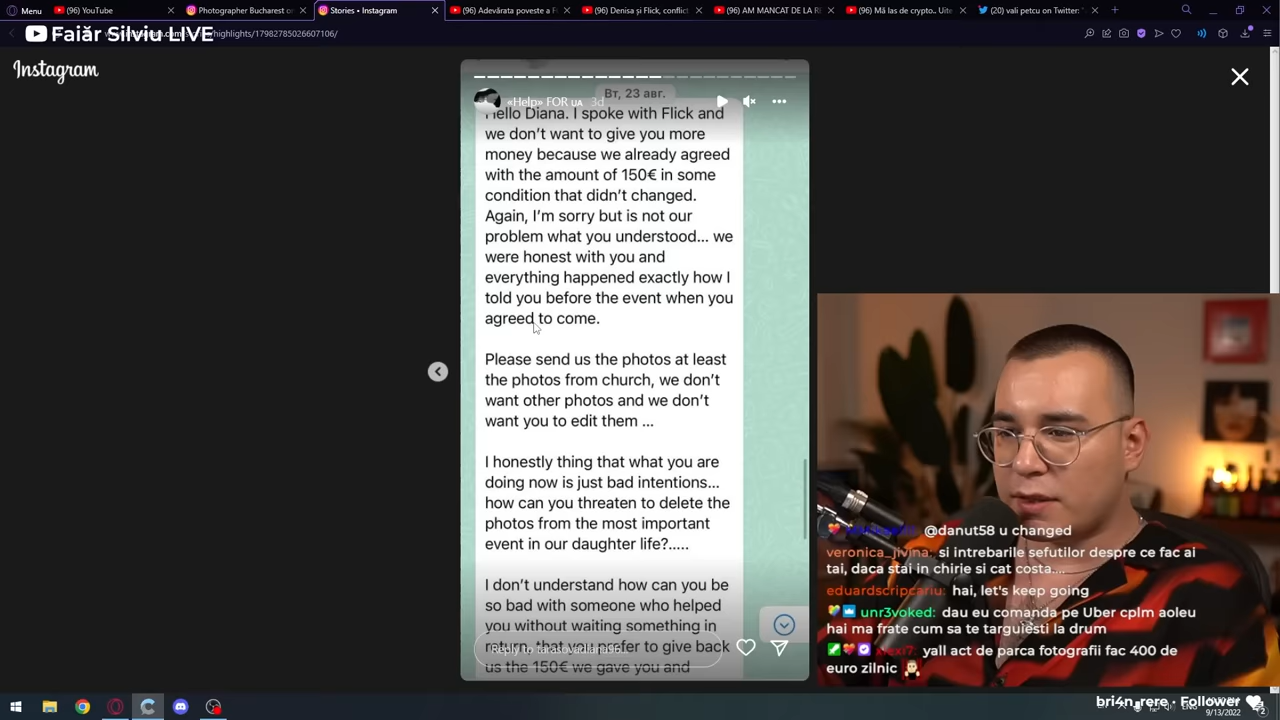 Menu
(96) YouTube
Photographer Bucharest
Stories • Instagram
(96) Adevărata poveste a F
(96) Denisa și Flick, conflict
(96) AM MANCAT DE LA
(96) Mă las de crypto.. Uite
(20) vali petcu on Twitter:
Faiăr Silviu LIVE
highlights/17982785026607106/
Instagram
Вт, 23 авг.
«Help» FOR UA 3d
Hello Diana. I spoke with Flick and
we don't want to give you more
money because we already agreed
with the amount of 150€ in some
condition that didn't changed.
Again, I'm sorry but is not our
problem what you understood... we
were honest with you and
everything happened exactly how I
told you before the event when you
agreed to come.
Please send us the photos at least
the photos from church, we don't
want other photos and we don't
want you to edit them ...
I honestly thing that what you are
doing now is just bad intentions...
how can you threaten to delete the
photos from the most important
event in our daughter life?.....
I don't understand how can you be
so bad with someone who helped
you without waiting something in
return, that you prefer to give back
us the 150€ we gave you and
Reply to
@danut58 u changed
veronica_jivina: si intrebarile sefutilor despre ce fac ai
tai, daca stai in chirie si cat costa....
eduardscripcariu: hai, let's keep going
unr3voked: dau eu comanda pe Uber cplm aoleu
hai ma frate cum sa te targuiesti la drum
yall act de parca fotografii fac 400 de
euro zilnic
bri4n_rere - Follower
9/13/2022